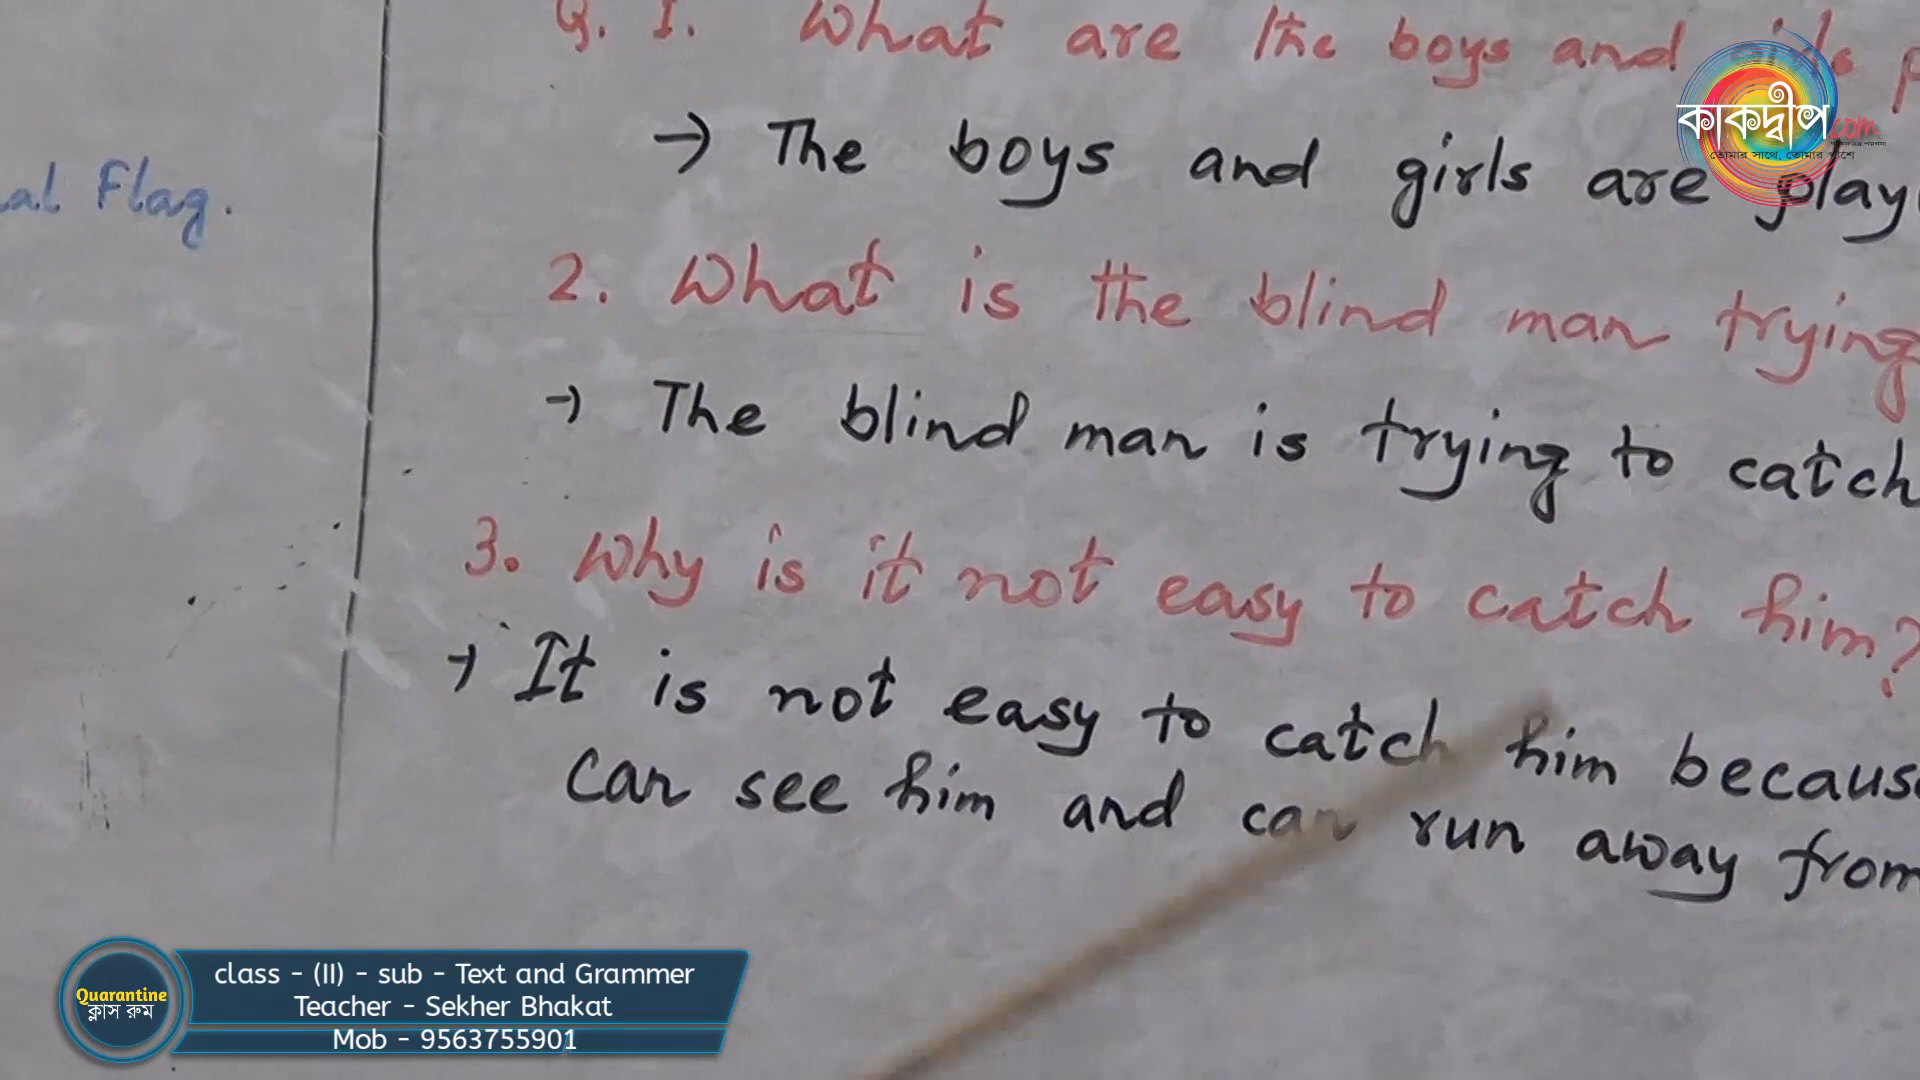 Q. 1. What are the boys and girls p
→ The boys and girls are play
al Flag.
2. What is the blind man trying
→ The blind man is trying to catch
3. Why is it not easy to catch him?
→ It is not easy to catch him because
can see him and can run away from
কাকদ্বীপ.com
তোমার সাথে, তোমার পাশে
Quarantine
ক্লাস রুম
class - (II) - sub - Text and Grammer
Teacher - Sekher Bhakat
Mob - 9563755901